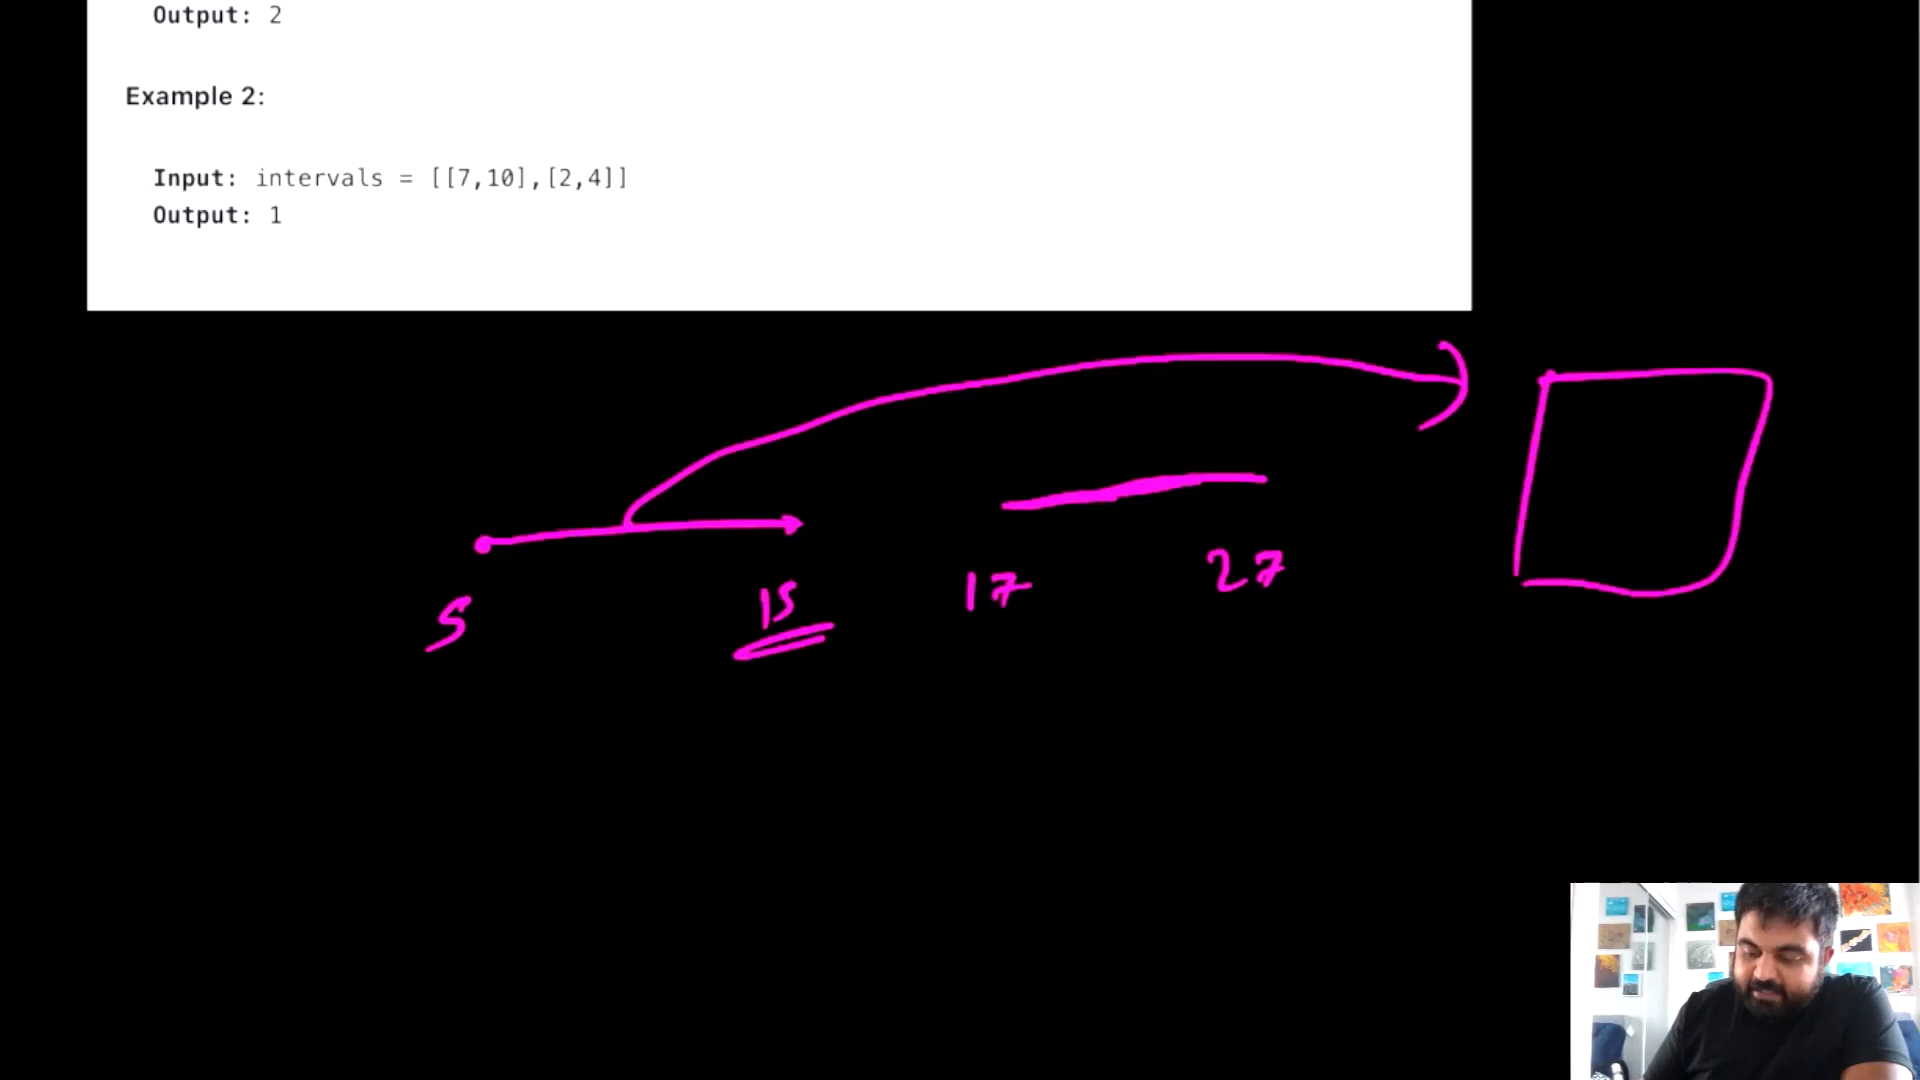 Output: 2
Example 2:
Input: intervals = [[7,10],[2,4]]
Output: 1
5 15 17 27